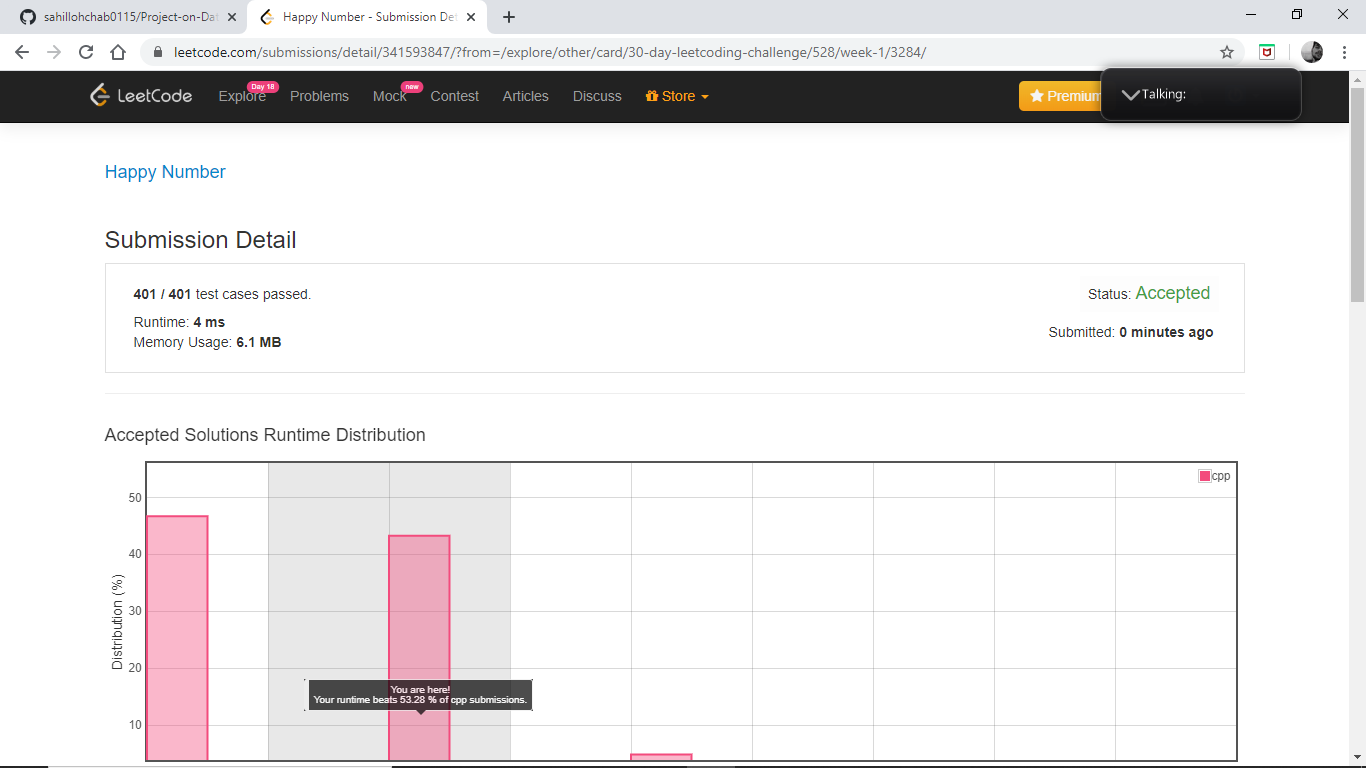 sahillohchab0115/Project-on-Dat
Happy Number - Submission Det
leetcode.com/submissions/detail/341593847/?from=/explore/other/card/30-day-leetcoding-challenge/528/week-1/3284/
LeetCode Explore Day 18 Problems Mock new Contest Articles Discuss Store Premium
Talking:
Happy Number
Submission Detail
401 / 401 test cases passed.
Status: Accepted
Runtime: 4 ms
Submitted: 0 minutes ago
Memory Usage: 6.1 MB
Accepted Solutions Runtime Distribution
cpp
50
40
30
20
10
Distribution (%)
You are here!
Your runtime beats 53.28 % of cpp submissions.